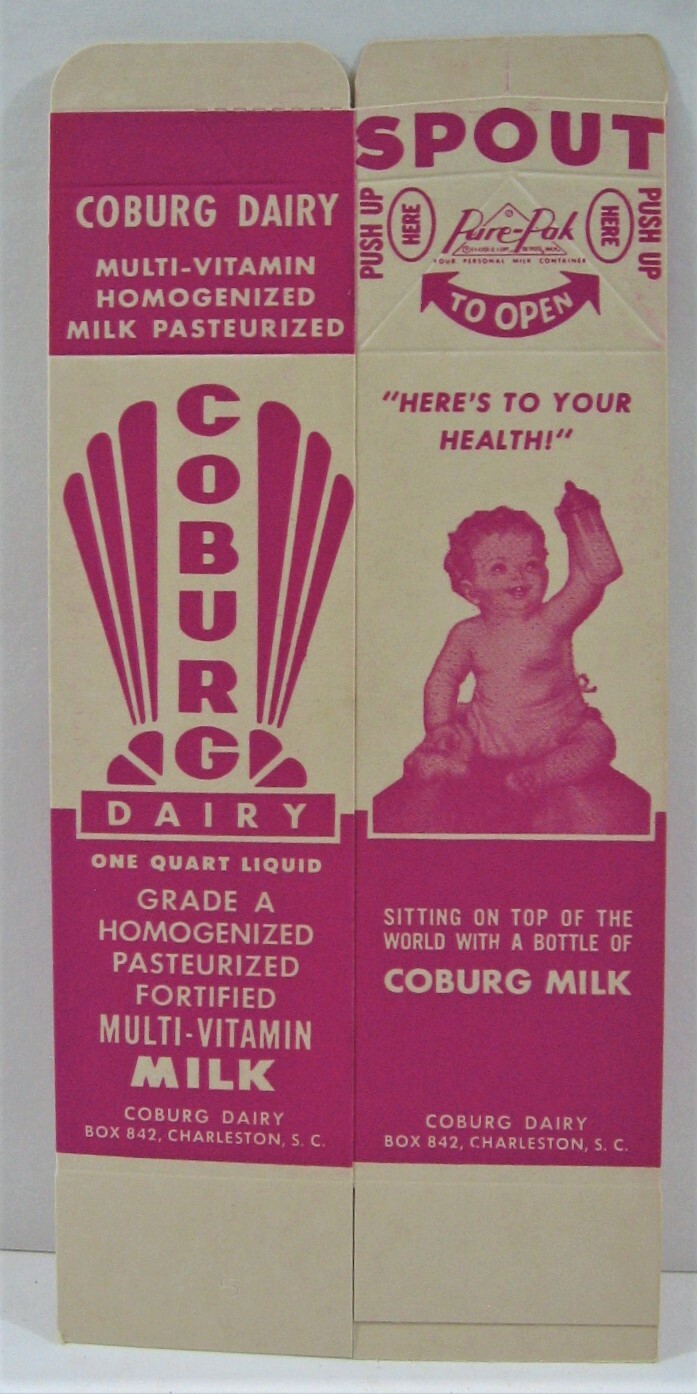 COBURG DAIRY
MULTI-VITAMIN
HOMOGENIZED
MILK PASTEURIZED
COBURG
DAIRY
ONE QUART LIQUID
GRADE A
HOMOGENIZED
PASTEURIZED
FORTIFIED
MULTI-VITAMIN
MILK
COBURG DAIRY
BOX 842, CHARLESTON, S. C.
SPOUT
PUSH UP
HERE
Pure-Pak
YOUR PERSONAL MILK CONTAINER
HERE
PUSH UP
TO OPEN
"HERE'S TO YOUR
HEALTH!"
SITTING ON TOP OF THE
WORLD WITH A BOTTLE OF
COBURG MILK
COBURG DAIRY
BOX 842, CHARLESTON, S. C.